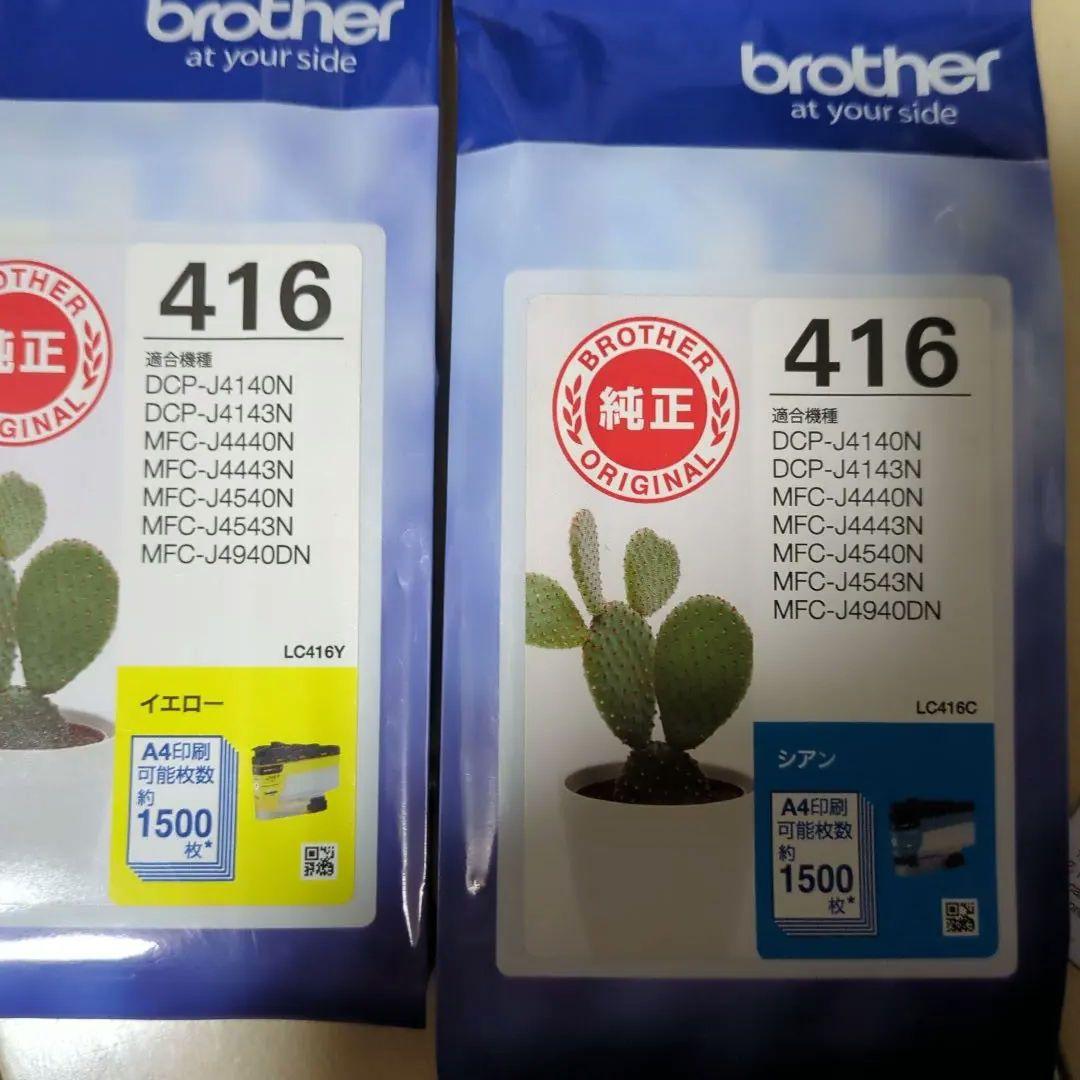 brother
at your side
416
適合機種
DCP-J4140N
DCP-J4143N
MFC-J4440N
MFC-J4443N
MFC-J4540N
MFC-J4543N
MFC-J4940DN
LC416Y
イエロー
A4印刷
可能枚数
約
1500
枚*
brother
at your side
BROTHER
純正
ORIGINAL
416
適合機種
DCP-J4140N
DCP-J4143N
MFC-J4440N
MFC-J4443N
MFC-J4540N
MFC-J4543N
MFC-J4940DN
LC416C
シアン
A4印刷
可能枚数
約
1500
枚*